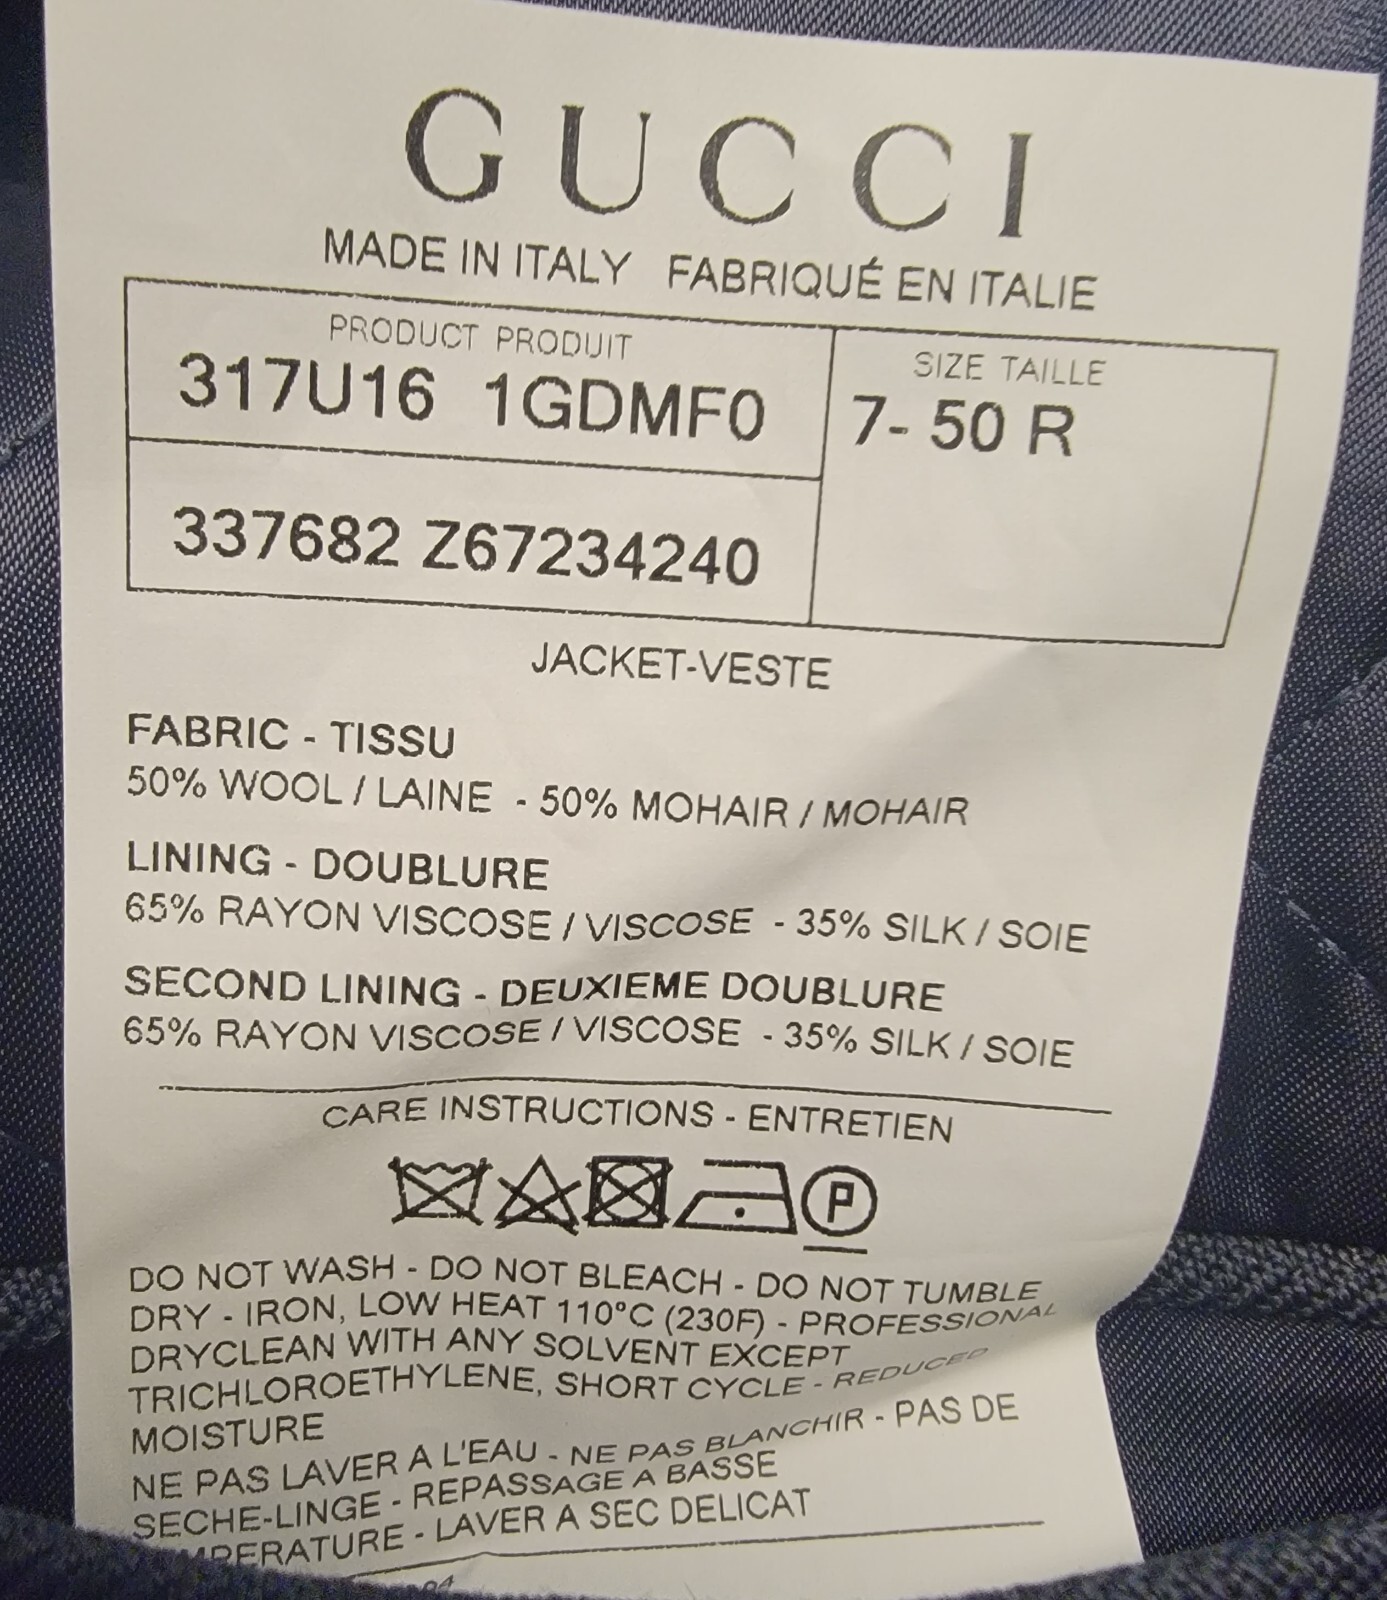 GUCCI
MADE IN ITALY FABRIQUÉ EN ITALIE
PRODUCT PRODUIT
317U16 1GDMF0
SIZE TAILLE
7- 50 R
337682 Z67234240
JACKET-VESTE
FABRIC - TISSU
50% WOOL / LAINE - 50% MOHAIR / MOHAIR
LINING - DOUBLURE
65% RAYON VISCOSE / VISCOSE - 35% SILK / SOIE
SECOND LINING - DEUXIEME DOUBLURE
65% RAYON VISCOSE / VISCOSE - 35% SILK / SOIE
CARE INSTRUCTIONS - ENTRETIEN
P
DO NOT WASH - DO NOT BLEACH - DO NOT TUMBLE
DRY - IRON, LOW HEAT 110°C (230F) - PROFESSIONAL
DRYCLEAN WITH ANY SOLVENT EXCEPT
TRICHLOROETHYLENE, SHORT CYCLE - REDUCED
MOISTURE
NE PAS LAVER A L'EAU - NE PAS BLANCHIR - PAS DE
SECHE-LINGE - REPASSAGE A BASSE
TEMPERATURE - LAVER A SEC DELICAT